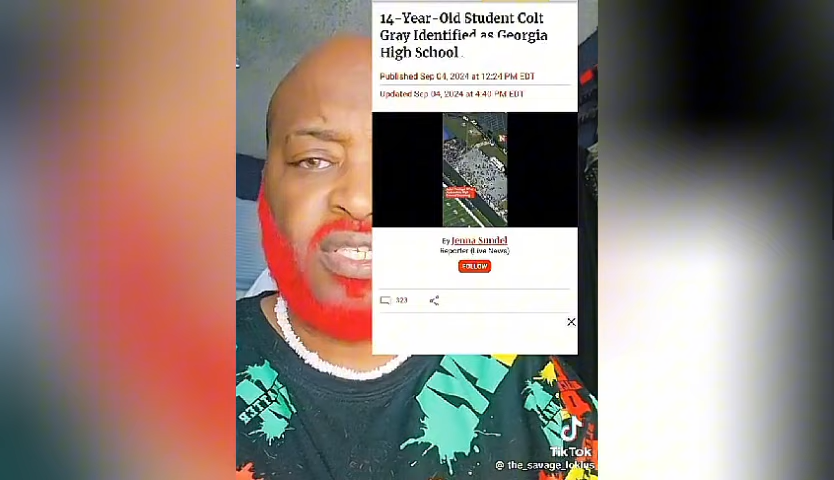 14-Year-Old Student Colt
Gray Identified as Georgia
High School
Published Sep 04, 2024 at 12:24 PM EDT
Updated Sep 04, 2024 at 4:40 PM EDT
By Jenna Sundel
Reporter (Live News)
FOLLOW
323
TikTok
@the_savage_lokius